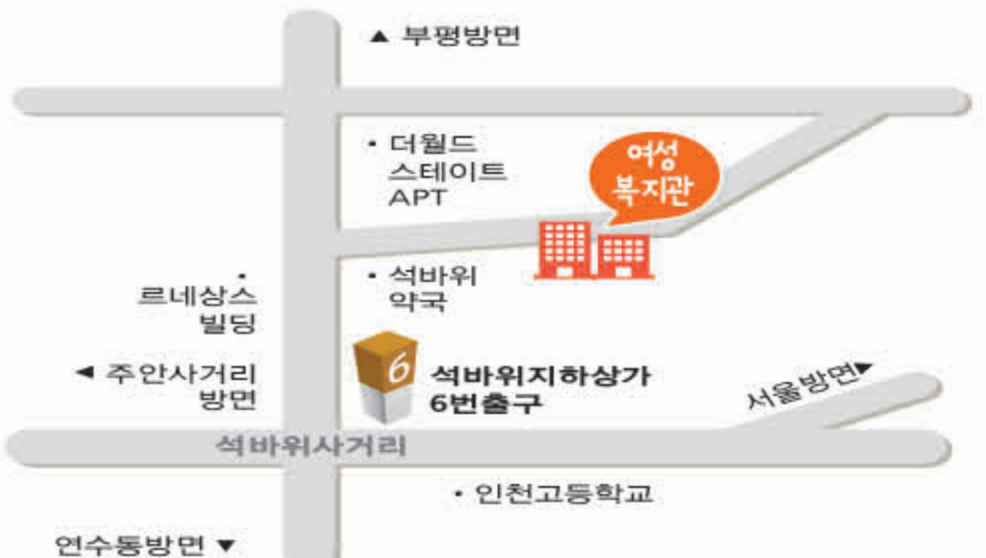 ▲ 부평방면
• 더월드
스테이트
APT
여성
복지관
• 석바위
약국
•
르네상스
빌딩
◀ 주안사거리
방면
6
석바위지하상가
6번출구
서울방면▶
석바위사거리
• 인천고등학교
연수동방면 ▼